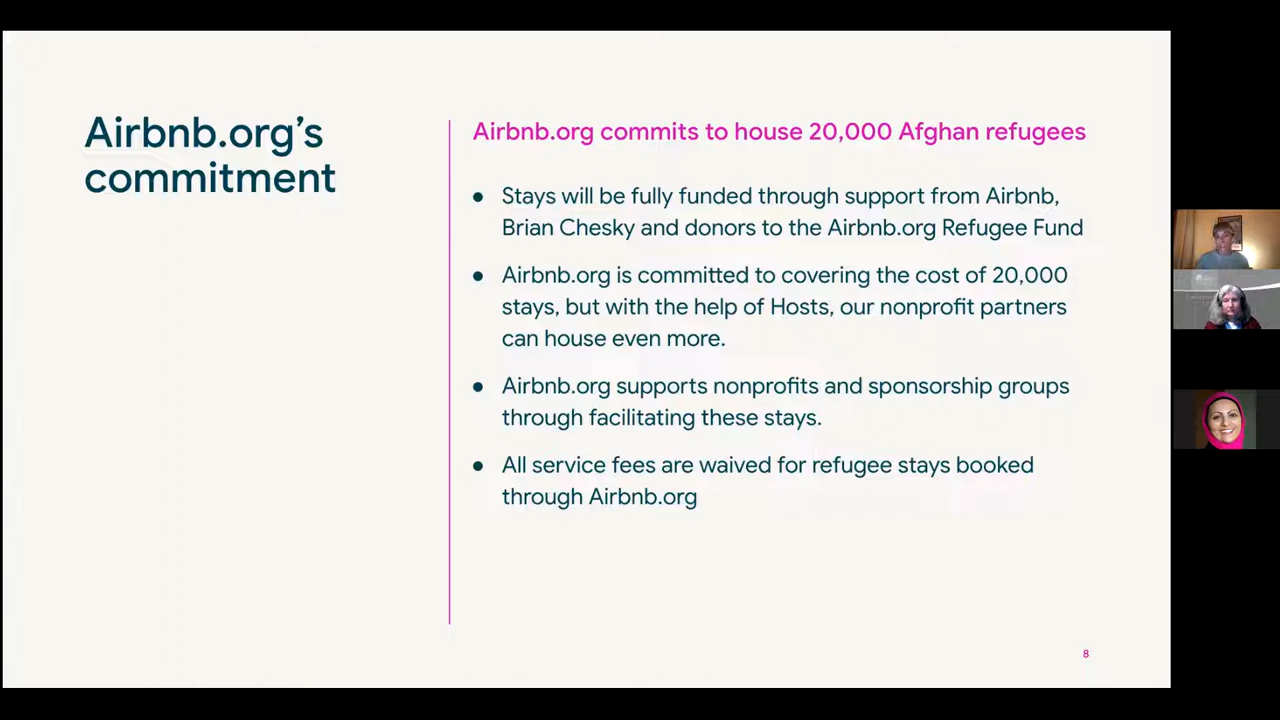 Airbnb.org's
commitment
Airbnb.org commits to house 20,000 Afghan refugees
● Stays will be fully funded through support from Airbnb,
Brian Chesky and donors to the Airbnb.org Refugee Fund
● Airbnb.org is committed to covering the cost of 20,000
stays, but with the help of Hosts, our nonprofit partners
can house even more.
● Airbnb.org supports nonprofits and sponsorship groups
through facilitating these stays.
● All service fees are waived for refugee stays booked
through Airbnb.org
8